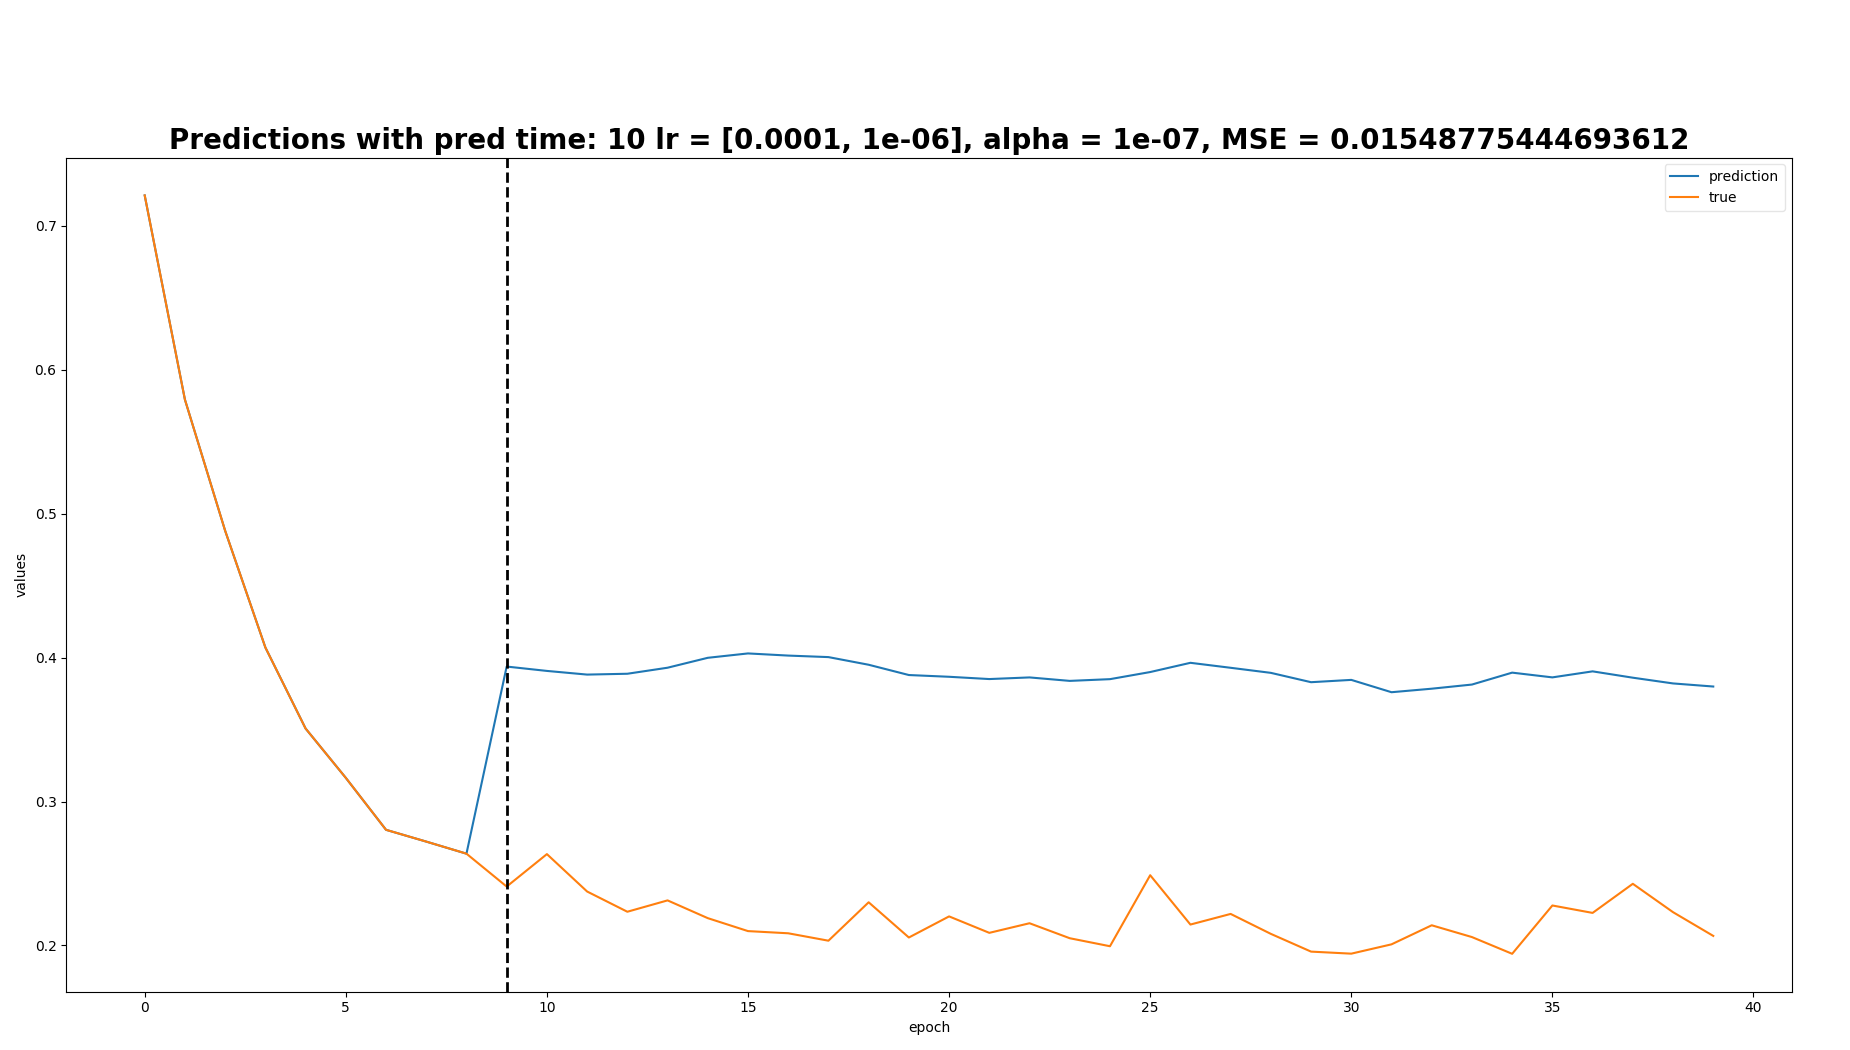 Predictions with pred time: 10 lr = [0.0001, 1e-06], alpha = 1e-07, MSE = 0.01548775444693612
prediction
true
0.7
0.6
0.5
0.4
0.3
0.2
values
0 5 10 15 20 25 30 35 40
epoch